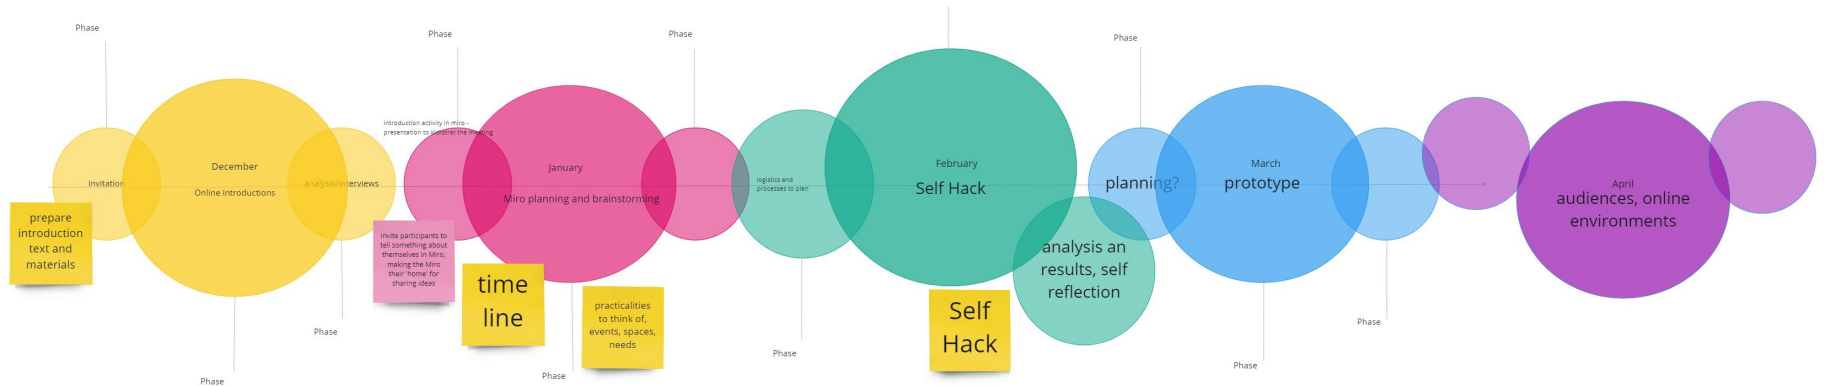 Phase
invitation
December
Online introductions
analysis/interviews
prepare
introduction
text and
materials
Phase
Phase
Phase
introduction activity in miro -
presentation to kickstrat the meeting
January
Miro planning and brainstorming
invite participants to
tell something about
themselves in Miro,
making the Miro
their 'home' for
sharing ideas
time
line
practicalities
to think of,
events, spaces,
needs
Phase
Phase
logistics and
processes to plan
Phase
February
Self Hack
analysis an
results, self
reflection
Self
Hack
Phase
planning?
March
prototype
Phase
Phase
April
audiences, online
environments